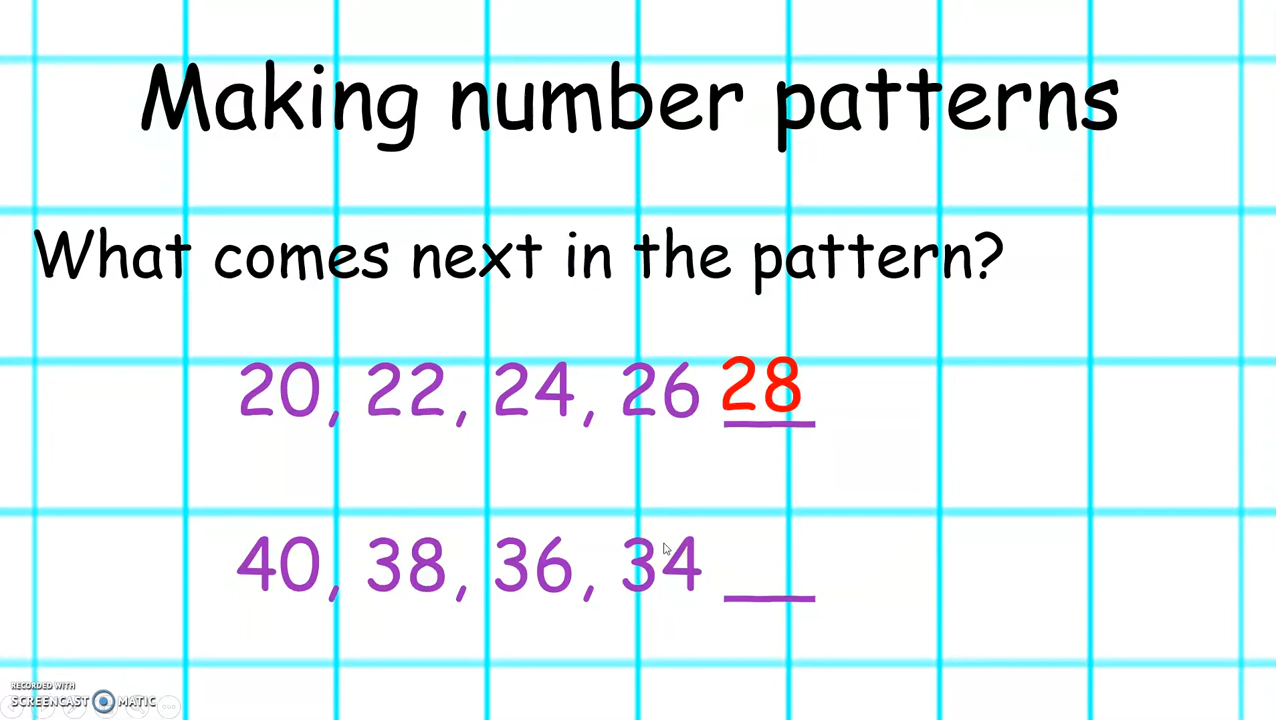 Making number patterns
What comes next in the pattern?
20, 22, 24, 26 28
40, 38, 36, 34 __
RECORDED WITH
SCREENCAST MATIC